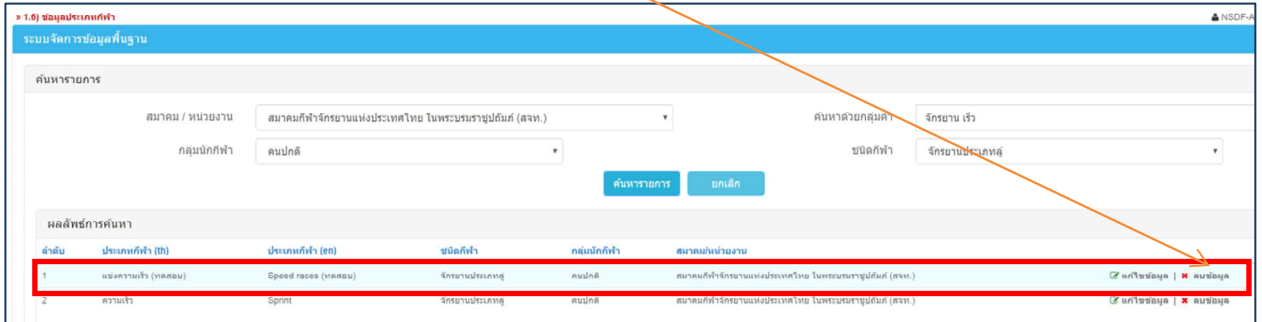 » 1.6) ข้อมูลประเภทกีฬา NSDF-A
ระบบจัดการข้อมูลพื้นฐาน
ค้นหารายการ
สมาคม / หน่วยงาน สมาคมกีฬาจักรยานแห่งประเทศไทย ในพระบรมราชูปถัมภ์ (สจท.) ค้นหาด้วยกลุ่มคำ จักรยาน เร็ว
กลุ่มนักกีฬา คนปกติ ชนิดกีฬา จักรยานประเภทลู่
ค้นหารายการ ยกเลิก
ผลลัพธ์การค้นหา
ลำดับ ประเภทกีฬา (th) ประเภทกีฬา (en) ชนิดกีฬา กลุ่มนักกีฬา สมาคม/หน่วยงาน
1 แข่งความเร็ว (ทดสอบ) Speed races (ทดสอบ) จักรยานประเภทลู่ คนปกติ สมาคมกีฬาจักรยานแห่งประเทศไทย ในพระบรมราชูปถัมภ์ (สจท.) แก้ไขข้อมูล | ลบข้อมูล
2 ความเร็ว Sprint จักรยานประเภทลู่ คนปกติ สมาคมกีฬาจักรยานแห่งประเทศไทย ในพระบรมราชูปถัมภ์ (สจท.) แก้ไขข้อมูล | ลบข้อมูล